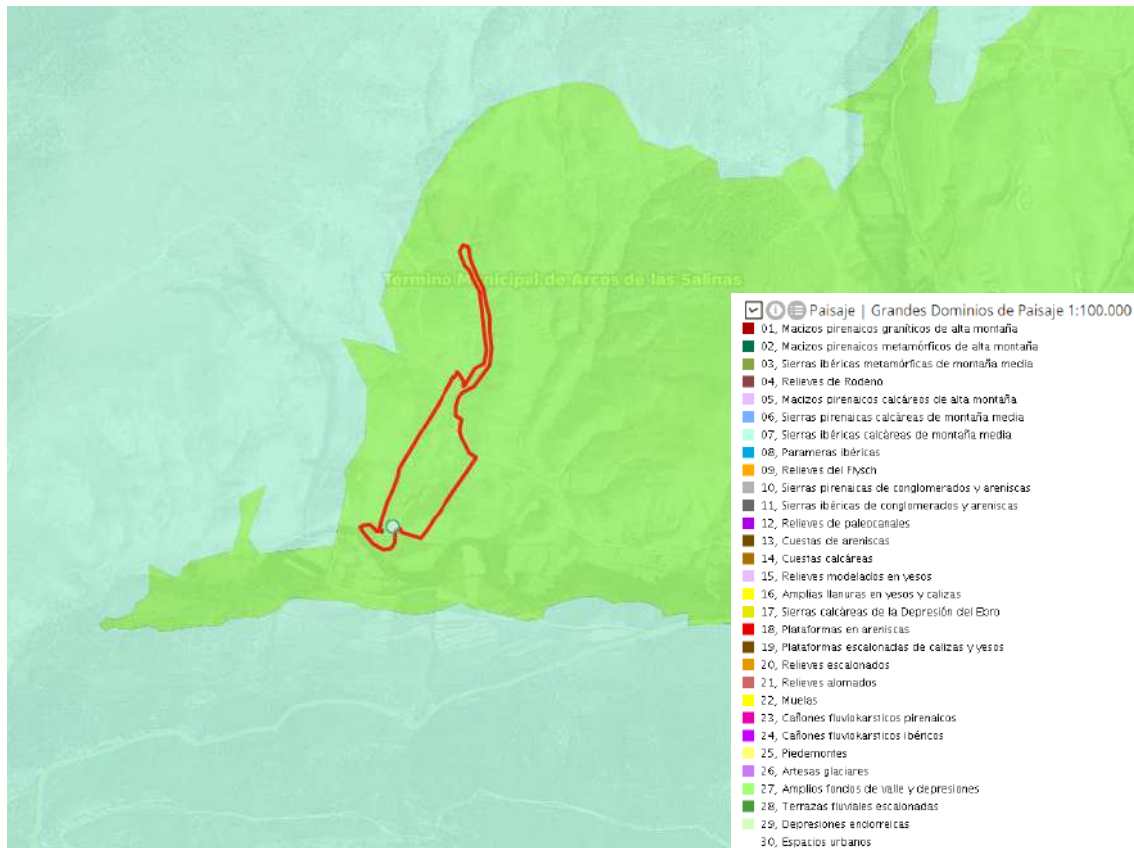 Término Municipal de Arcos de las Salinas
Paisaje | Grandes Dominios de Paisaje 1:100.000
01, Macizos pirenaicos graníticos de alta montaña
02, Macizos pirenaicos metamórficos de alta montaña
03, Sierras ibéricas metamórficas de montaña media
04, Relieves de Rodeno
05, Macizos pirenaicos calcáreos de alta montaña
06, Sierras pirenaicas calcáreas de montaña media
07, Sierras ibéricas calcáreas de montaña media
08, Parameras ibéricas
09, Relieves del Flysch
10, Sierras pirenaicas de conglomerados y areniscas
11, Sierras ibéricas de conglomerados y areniscas
12, Relieves de paleocanales
13, Cuestas de areniscas
14, Cuestas calcáreas
15, Relieves modelados en yesos
16, Amplias llanuras en yesos y calizas
17, Sierras calcáreas de la Depresión del Ebro
18, Plataformas en areniscas
19, Plataformas escalonadas de calizas y yesos
20, Relieves escalonados
21, Relieves alomados
22, Muelas
23, Cañones fluviokarsticos pirenaicos
24, Cañones fluviokarsticos ibéricos
25, Piedemontes
26, Artesas glaciares
27, Amplios fondos de valle y depresiones
28, Terrazas fluviales escalonadas
29, Depresiones endorreicas
30, Espacios urbanos